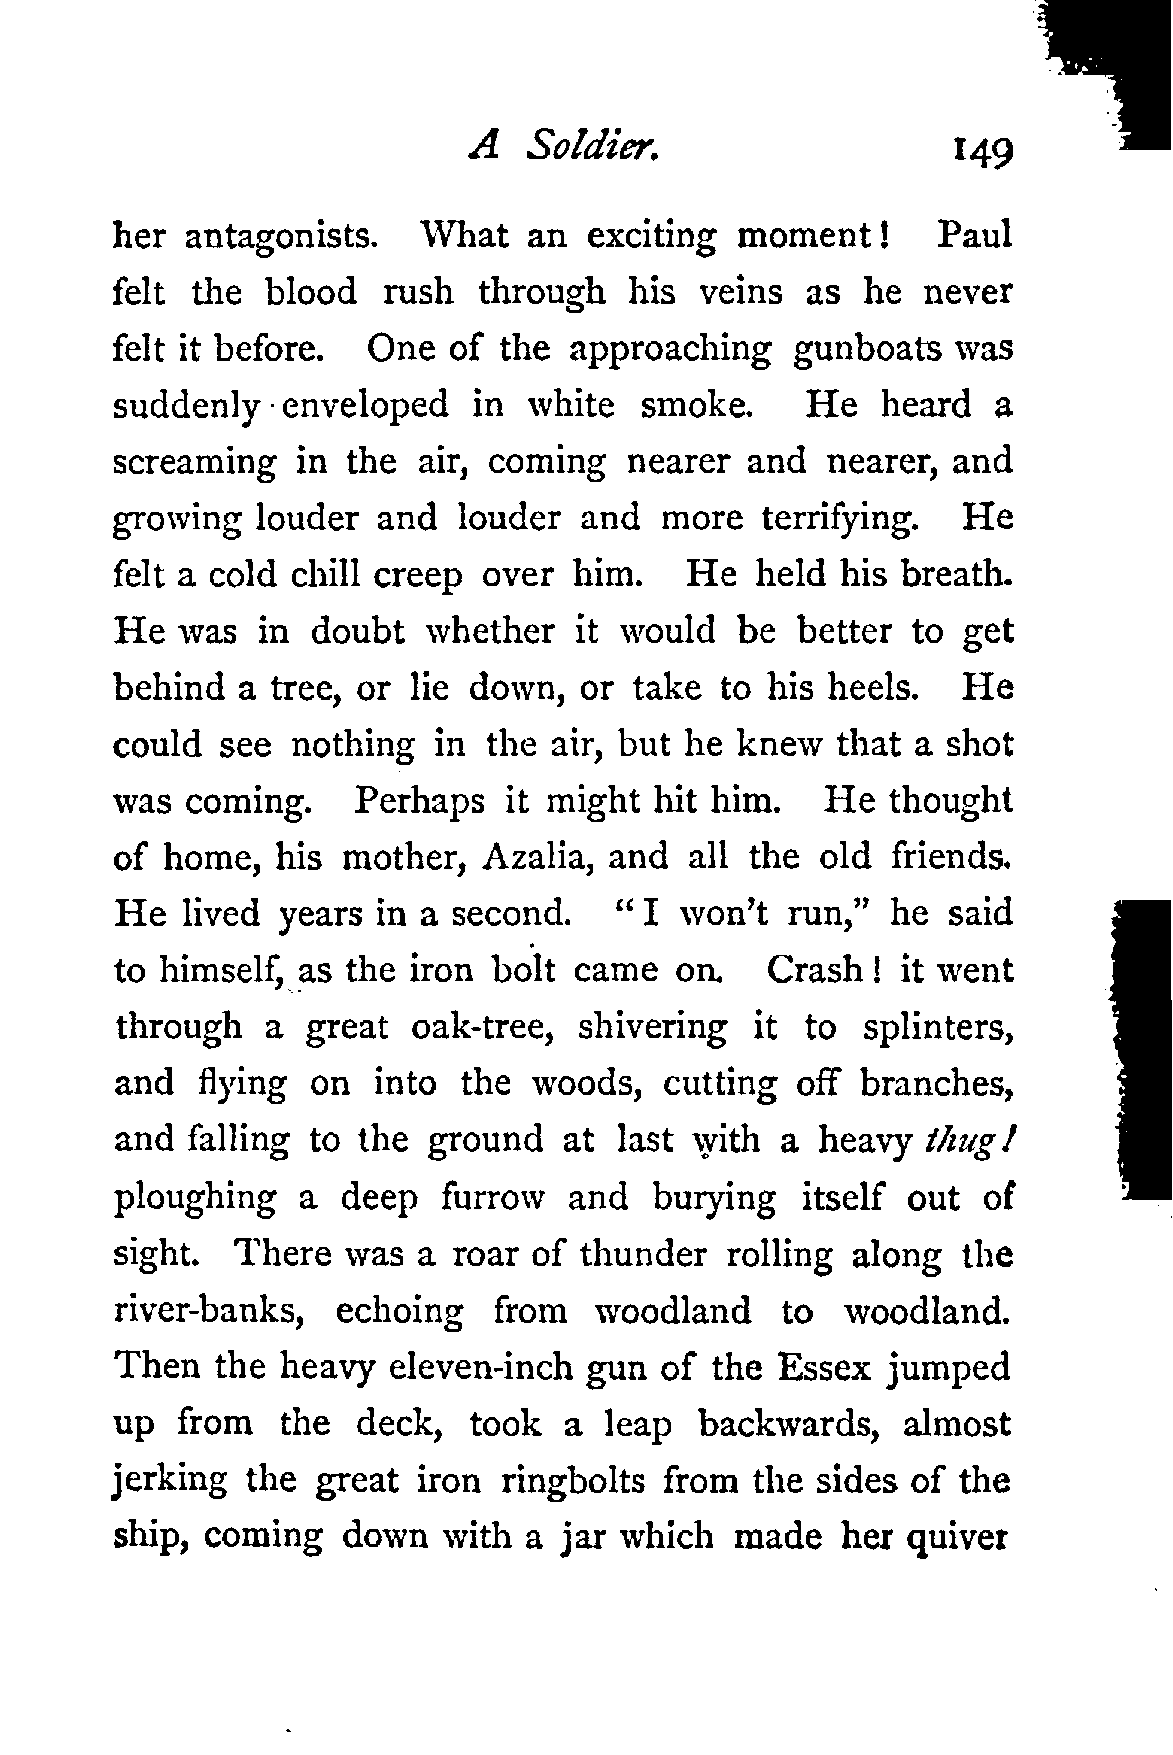 A Soldier. 149
her antagonists. What an exciting moment! Paul
felt the blood rush through his veins as he never
felt it before. One of the approaching gunboats was
suddenly enveloped in white smoke. He heard a
screaming in the air, coming nearer and nearer, and
growing louder and louder and more terrifying. He
felt a cold chill creep over him. He held his breath.
He was in doubt whether it would be better to get
behind a tree, or lie down, or take to his heels. He
could see nothing in the air, but he knew that a shot
was coming. Perhaps it might hit him. He thought
of home, his mother, Azalia, and all the old friends.
He lived years in a second. “I won't run,” he said
to himself, as the iron bolt came on. Crash! it went
through a great oak-tree, shivering it to splinters,
and flying on into the woods, cutting off branches,
and falling to the ground at last with a heavy thug!
ploughing a deep furrow and burying itself out of
sight. There was a roar of thunder rolling along the
river-banks, echoing from woodland to woodland.
Then the heavy eleven-inch gun of the Essex jumped
up from the deck, took a leap backwards, almost
jerking the great iron ringbolts from the sides of the
ship, coming down with a jar which made her quiver